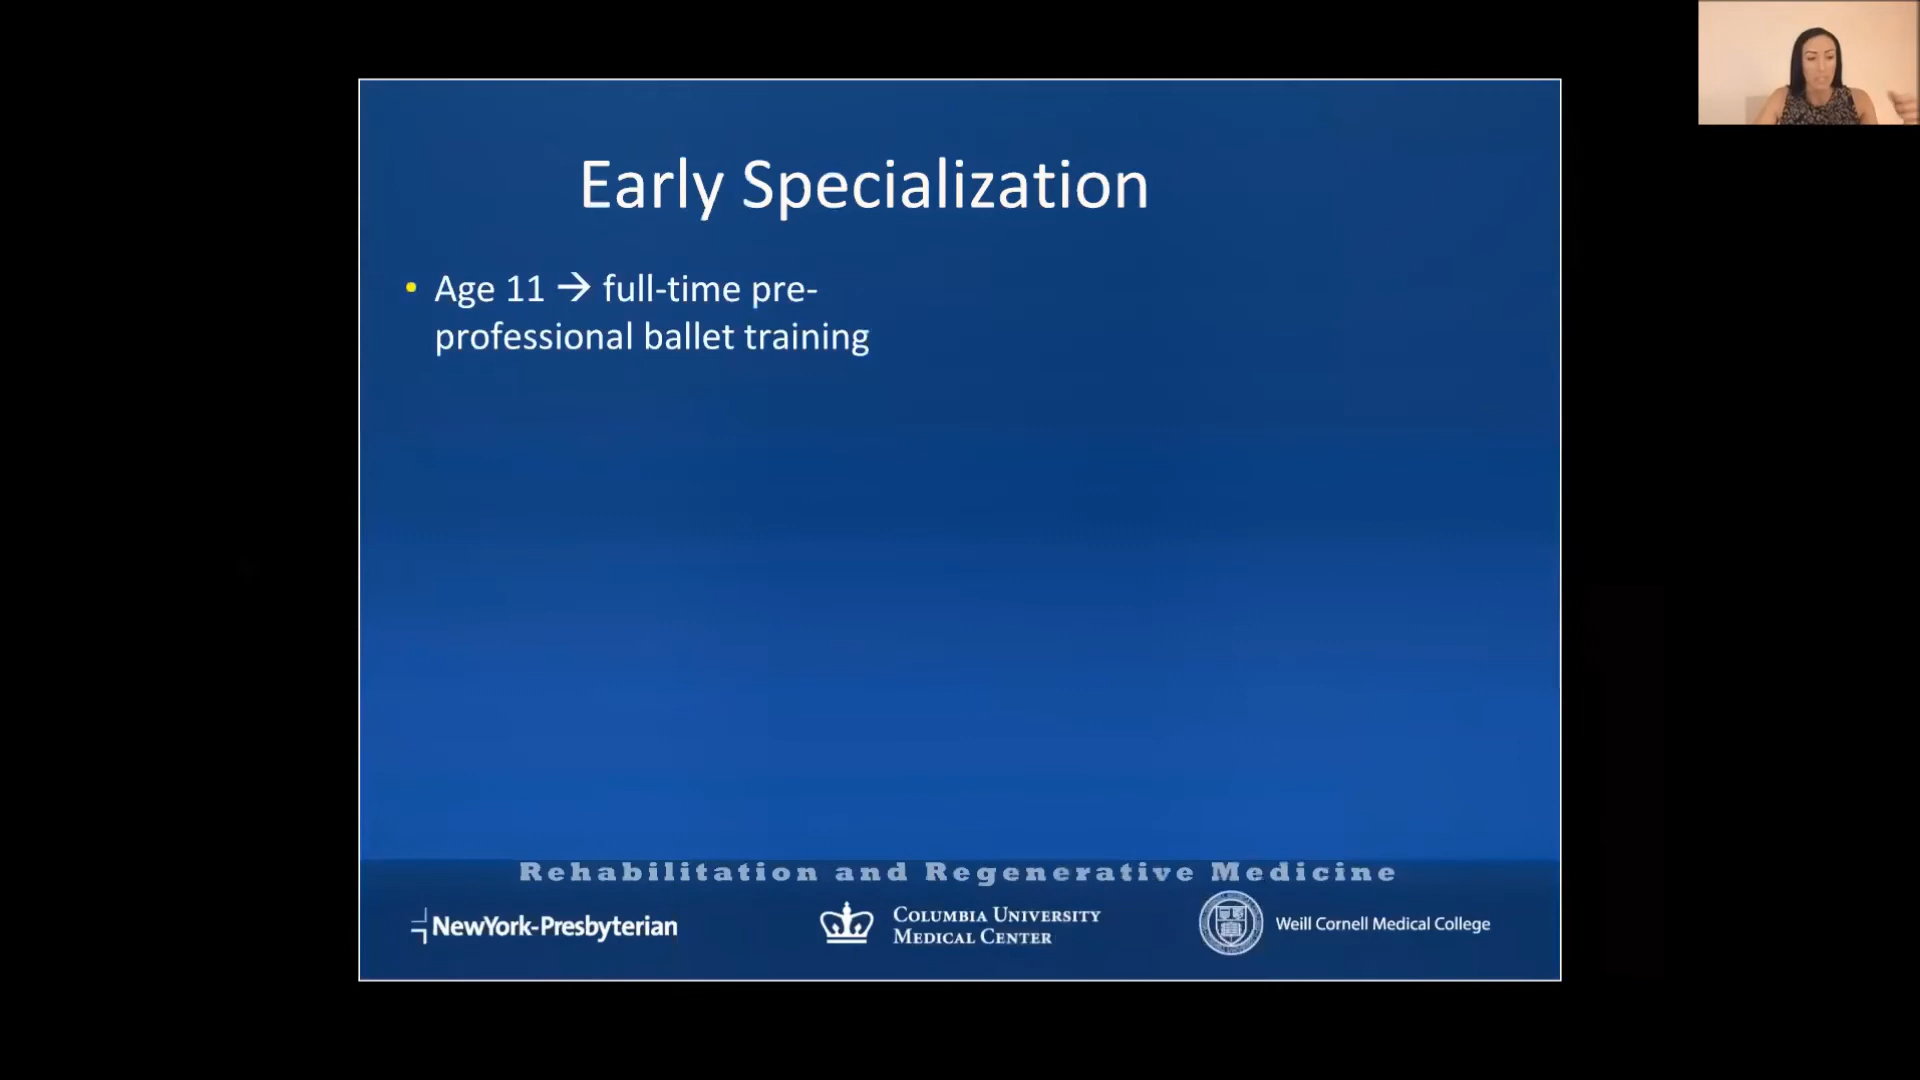 Early Specialization
• Age 11 → full-time pre-
professional ballet training
Rehabilitation and Regenerative Medicine
NewYork-Presbyterian
COLUMBIA UNIVERSITY
MEDICAL CENTER
Weill Cornell Medical College